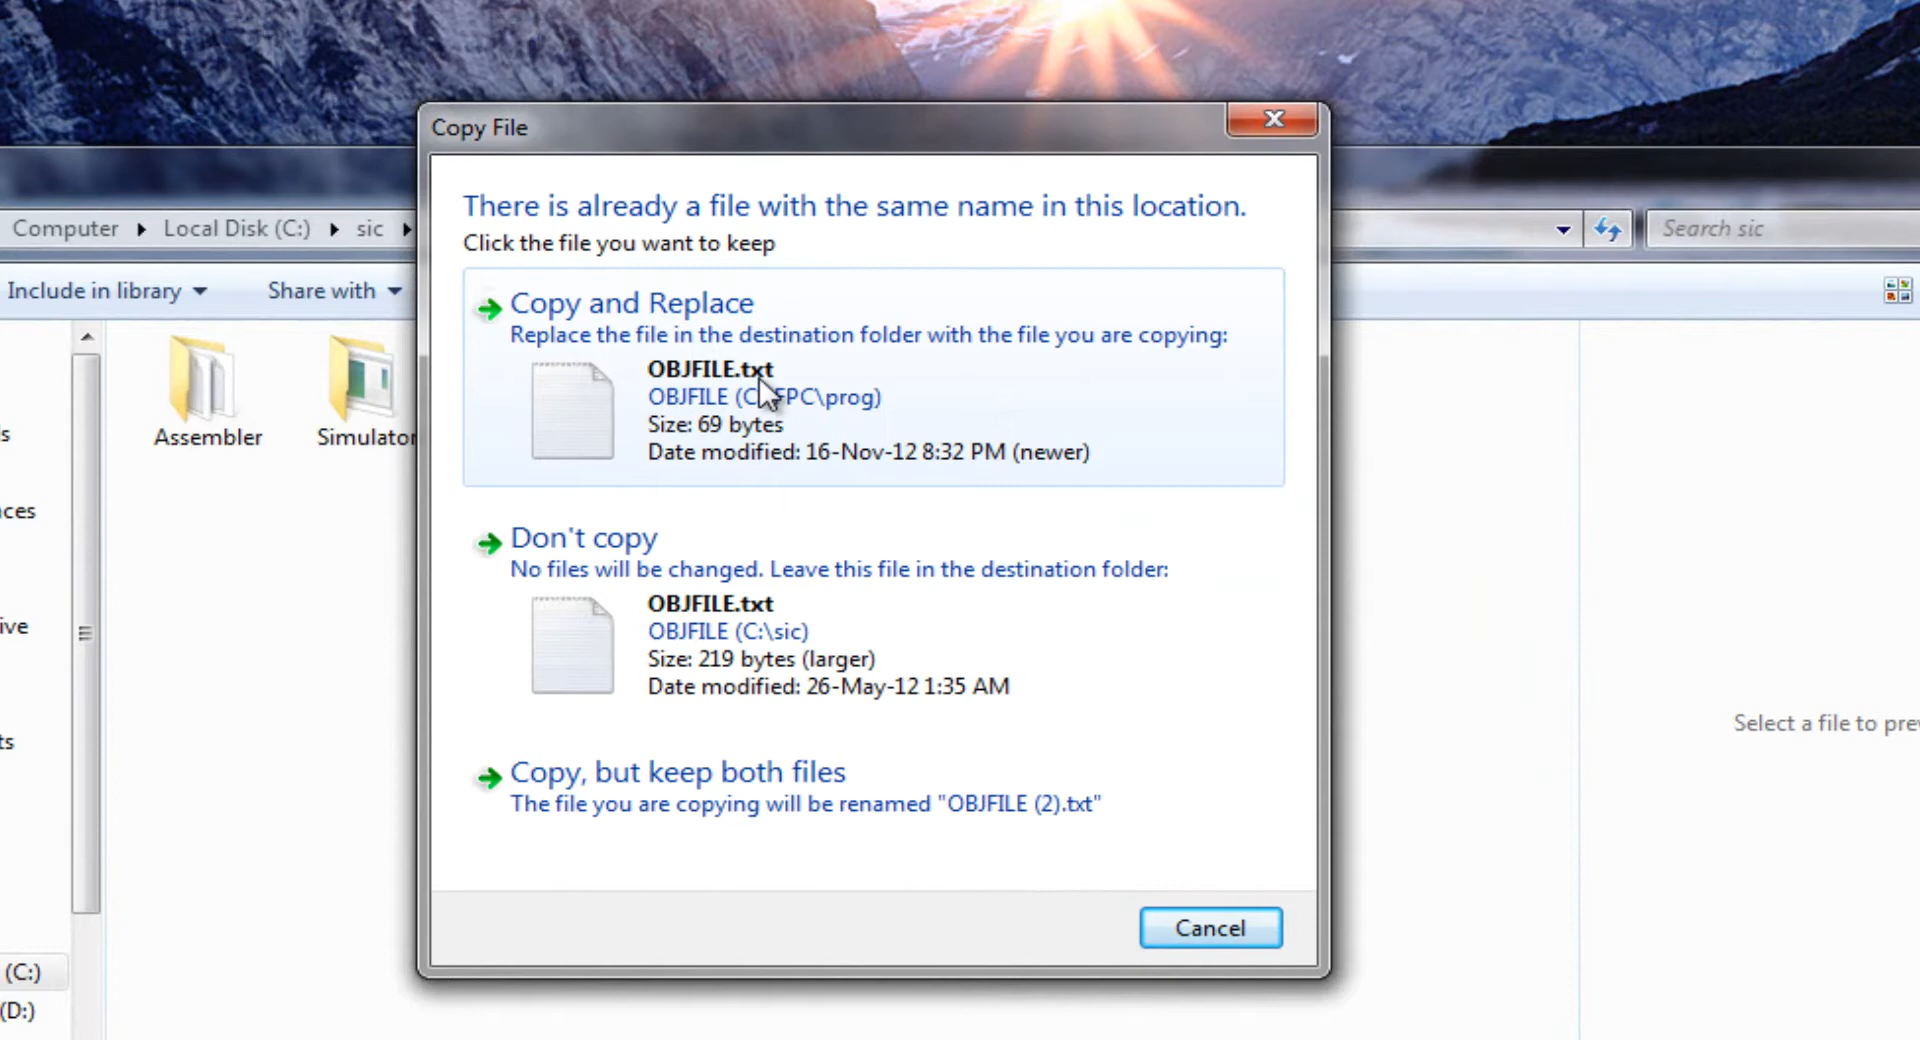 Copy File
There is already a file with the same name in this location.
Click the file you want to keep
Copy and Replace
Replace the file in the destination folder with the file you are copying:
OBJFILE.txt
OBJFILE (C: PC\prog)
Size: 69 bytes
Date modified: 16-Nov-12 8:32 PM (newer)
Don't copy
No files will be changed. Leave this file in the destination folder:
OBJFILE.txt
OBJFILE (C:\sic)
Size: 219 bytes (larger)
Date modified: 26-May-12 1:35 AM
Copy, but keep both files
The file you are copying will be renamed "OBJFILE (2).txt"
Cancel
Computer Local Disk (C:) sic
Search sic
Include in library Share with
Assembler Simulator
Select a file to pre
s
ces
ive
ts
(C:)
(D:)